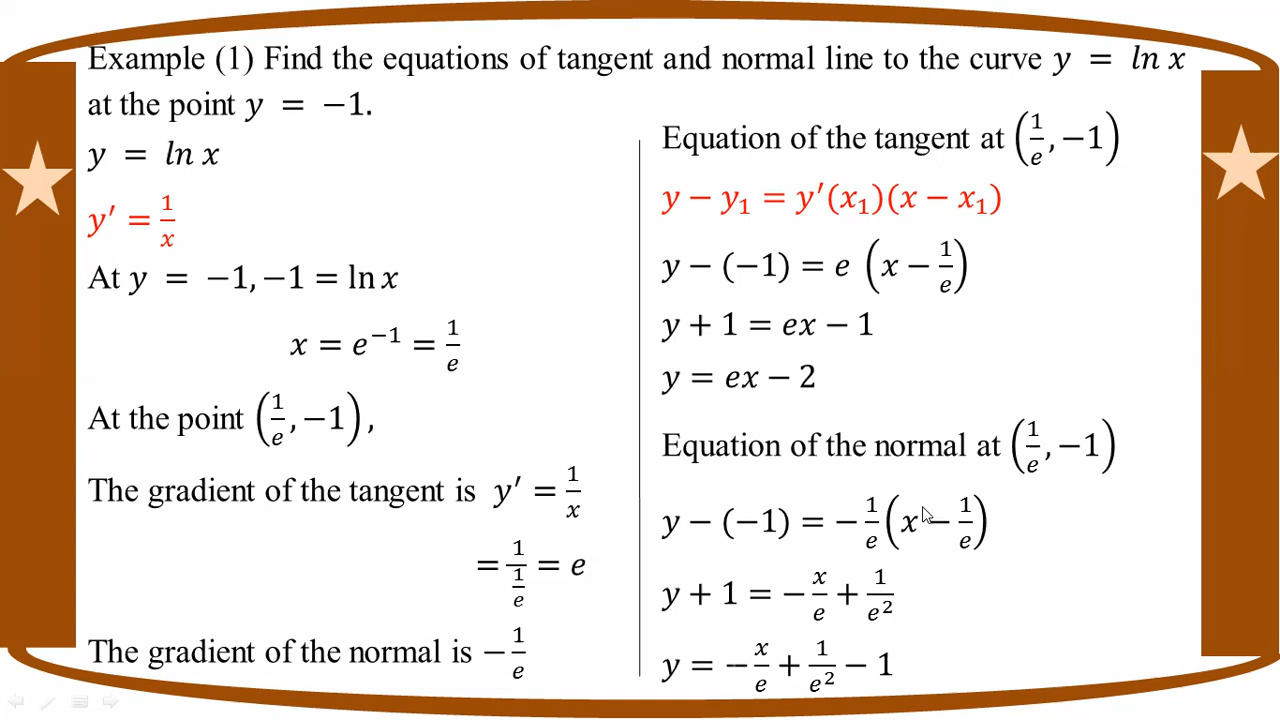 Example (1) Find the equations of tangent and normal line to the curve y = ln x
at the point y = −1.
y = ln x
y′ = 1/x
At y = −1, −1 = ln x
x = e⁻¹ = 1/e
At the point (1/e, −1),
The gradient of the tangent is y′ = 1/x
= 1/(1/e) = e
The gradient of the normal is −1/e
Equation of the tangent at (1/e, −1)
y − y₁ = y′(x₁)(x − x₁)
y − (−1) = e (x − 1/e)
y + 1 = ex − 1
y = ex − 2
Equation of the normal at (1/e, −1)
y − (−1) = −1/e (x − 1/e)
y + 1 = −x/e + 1/e²
y = −x/e + 1/e² − 1